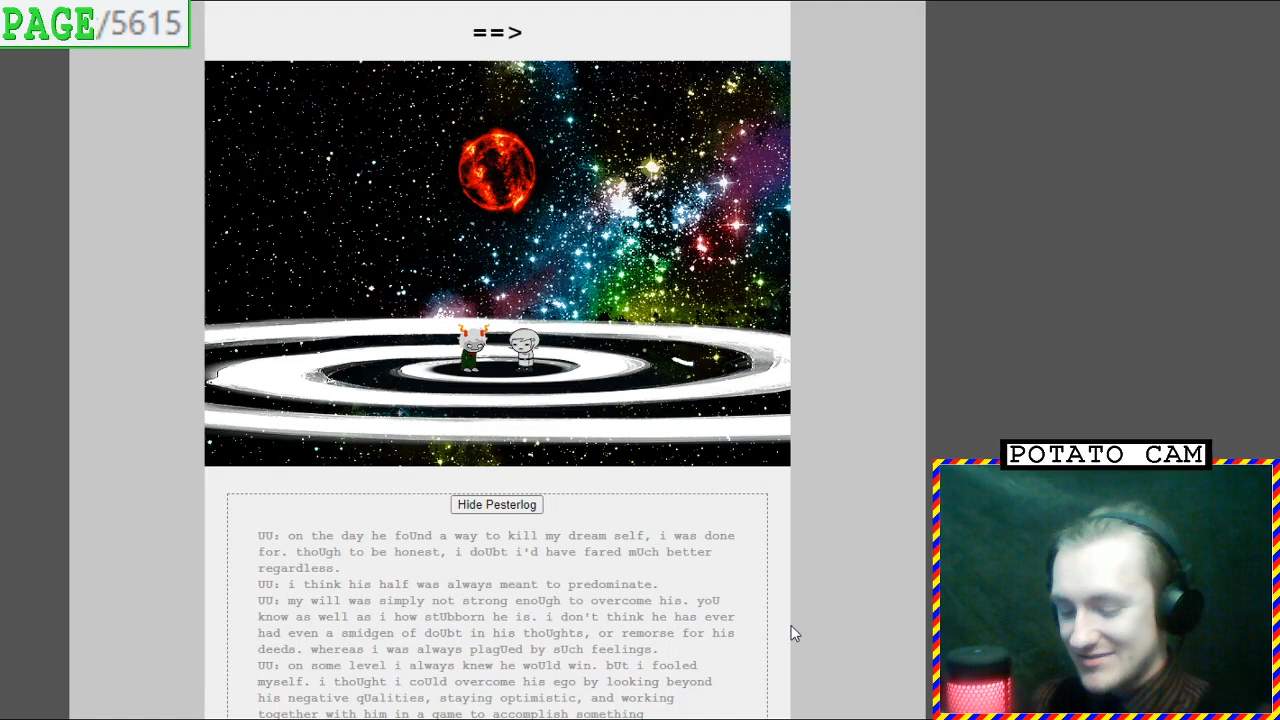 PAGE/5615
==>
Hide Pesterlog
UU: on the day he foUnd a way to kill my dream self, i was done
for. thoUgh to be honest, i doUbt i'd have fared mUch better
regardless.
UU: i think his half was always meant to predominate.
UU: my will was simply not strong enoUgh to overcome his. yoU
know as well as i how stUbborn he is. i don't think he has ever
had even a smidgen of doUbt in his thoUghts, or remorse for his
deeds. whereas i was always plagUed by sUch feelings.
UU: on some level i always knew he woUld win. bUt i fooled
myself. i thoUght i coUld overcome his ego by looking beyond
his negative qUalities, staying optimistic, and working
together with him in a game to accomplish something
POTATO CAM